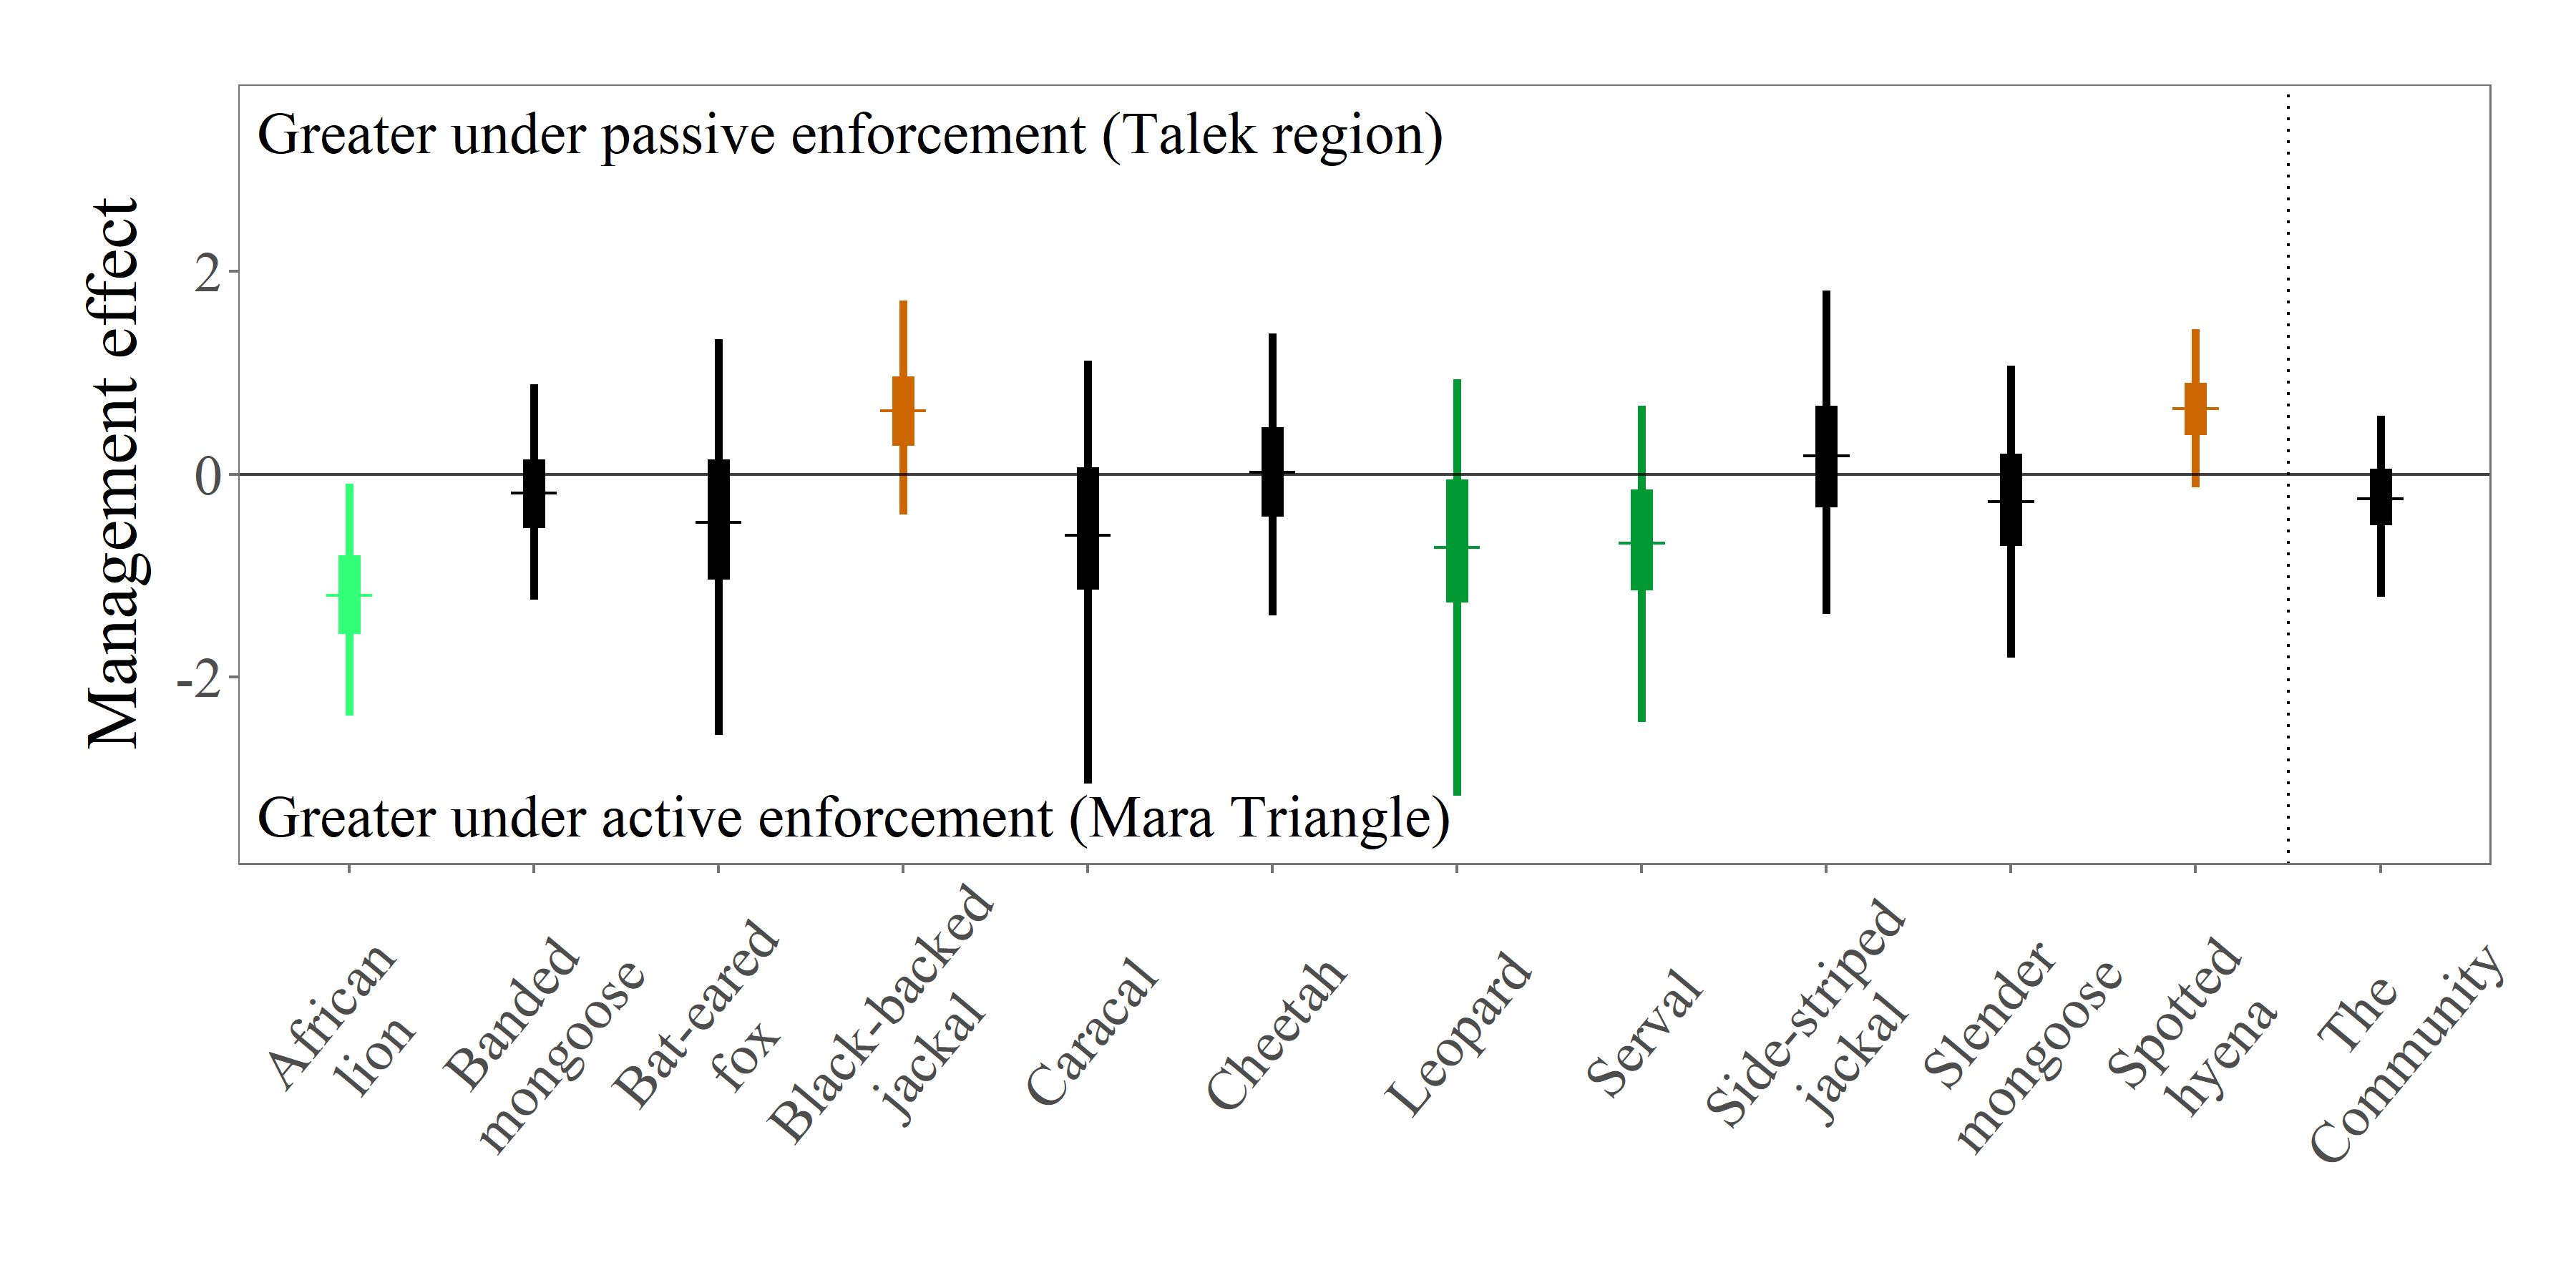 Greater under passive enforcement (Talek region)
Management effect
2
0
-2
Greater under active enforcement (Mara Triangle)
African
lion
Banded
mongoose
Bat-eared
fox
Black-backed
jackal
Caracal
Cheetah
Leopard
Serval
Side-striped
jackal
Slender
mongoose
Spotted
hyena
The
Community